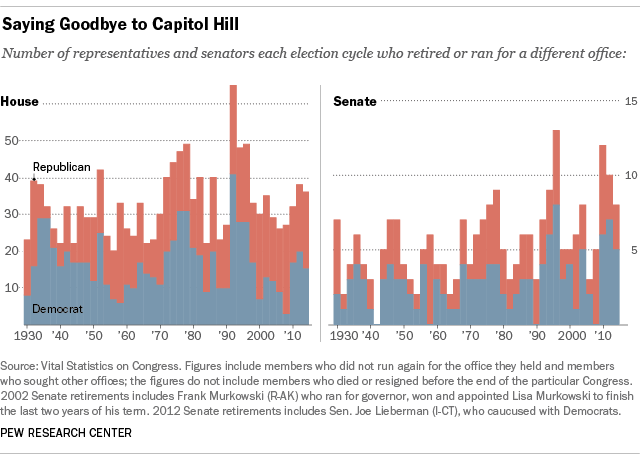 Saying Goodbye to Capitol Hill
Number of representatives and senators each election cycle who retired or ran for a different office:
House
50
40
30
20
10
Republican
Democrat
1930 '40 '50 '60 '70 '80 '90 2000 '10
Senate
15
10
5
1930 '40 '50 '60 '70 '80 '90 2000 '10
Source: Vital Statistics on Congress. Figures include members who did not run again for the office they held and members
who sought other offices; the figures do not include members who died or resigned before the end of the particular Congress.
2002 Senate retirements includes Frank Murkowski (R-AK) who ran for governor, won and appointed Lisa Murkowski to finish
the last two years of his term. 2012 Senate retirements includes Sen. Joe Lieberman (I-CT), who caucused with Democrats.
PEW RESEARCH CENTER